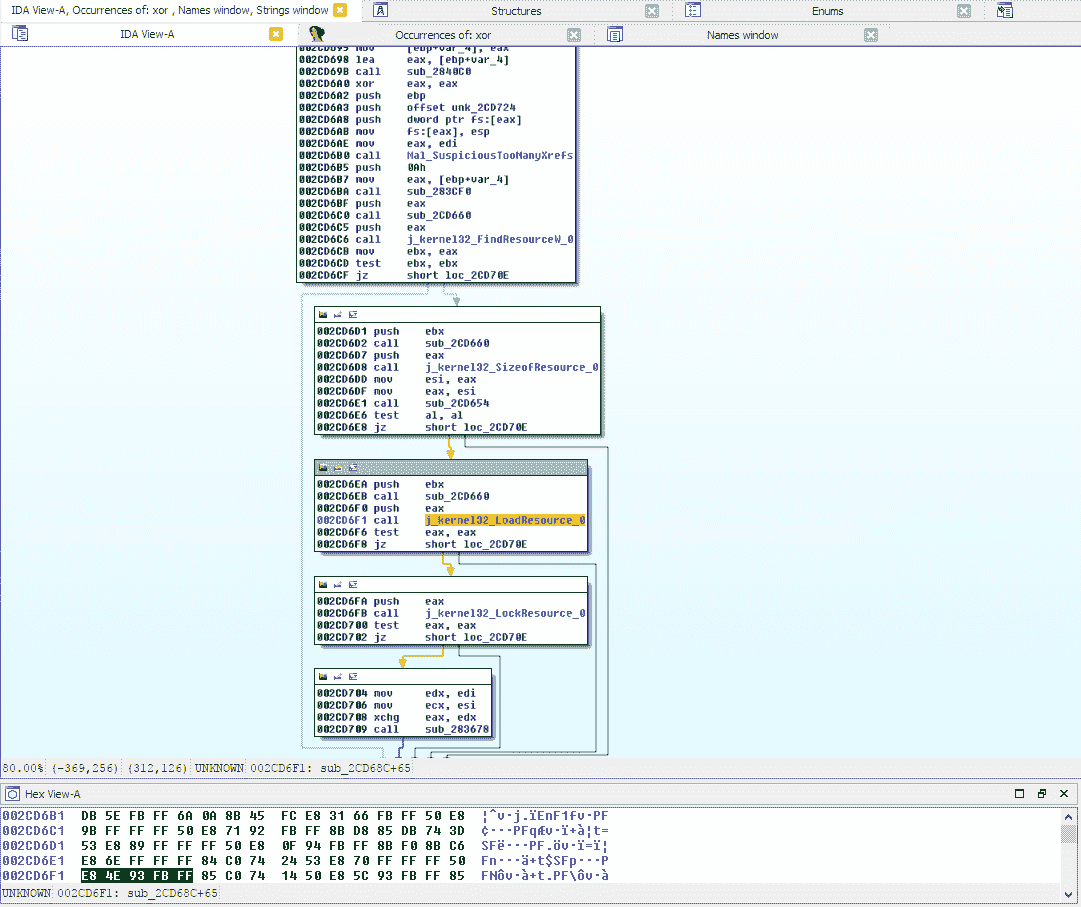 IDA View-A, Occurrences of: xor , Names window, Strings window
Structures
Enums
IDA View-A
Occurrences of: xor
Names window
002CD695 mov [ebp+var_4], eax
002CD698 lea eax, [ebp+var_4]
002CD69B call sub_2840C0
002CD6A0 xor eax, eax
002CD6A2 push ebp
002CD6A3 push offset unk_2CD724
002CD6A8 push dword ptr fs:[eax]
002CD6AB mov fs:[eax], esp
002CD6AE mov eax, edi
002CD6B0 call Mal_SuspiciousTooManyXrefs
002CD6B5 push 0Ah
002CD6B7 mov eax, [ebp+var_4]
002CD6BA call sub_283CF0
002CD6BF push eax
002CD6C0 call sub_2CD660
002CD6C5 push eax
002CD6C6 call j_kernel32_FindResourceW_0
002CD6CB mov ebx, eax
002CD6CD test ebx, ebx
002CD6CF jz short loc_2CD70E
002CD6D1 push ebx
002CD6D2 call sub_2CD660
002CD6D7 push eax
002CD6D8 call j_kernel32_SizeofResource_0
002CD6DD mov esi, eax
002CD6DF mov eax, esi
002CD6E1 call sub_2CD654
002CD6E6 test al, al
002CD6E8 jz short loc_2CD70E
002CD6EA push ebx
002CD6EB call sub_2CD660
002CD6F0 push eax
002CD6F1 call j_kernel32_LoadResource_0
002CD6F6 test eax, eax
002CD6F8 jz short loc_2CD70E
002CD6FA push eax
002CD6FB call j_kernel32_LockResource_0
002CD700 test eax, eax
002CD702 jz short loc_2CD70E
002CD704 mov edx, edi
002CD706 mov ecx, esi
002CD708 xchg eax, edx
002CD709 call sub_283678
80.00% (-369,256) (312,126) UNKNOWN 002CD6F1: sub_2CD68C+65
Hex View-A
002CD6B1 DB 5E FB FF 6A 0A 8B 45 FC E8 31 66 FB FF 50 E8 ¦^v·j.ïEnF1fv·PF
002CD6C1 9B FF FF FF 50 E8 71 92 FB FF 8B D8 85 DB 74 3D ¢···PFqÆv·ï+à¦t=
002CD6D1 53 E8 89 FF FF FF 50 E8 0F 94 FB FF 8B F0 8B C6 SFë···PF.öv·ï=ï¦
002CD6E1 E8 6E FF FF FF 84 C0 74 24 53 E8 70 FF FF FF 50 Fn···ä+t$SFp···P
002CD6F1 E8 4E 93 FB FF 85 C0 74 14 50 E8 5C 93 FB FF 85 FNôv·à+t.PF\ôv·à
UNKNOWN 002CD6F1: sub_2CD68C+65